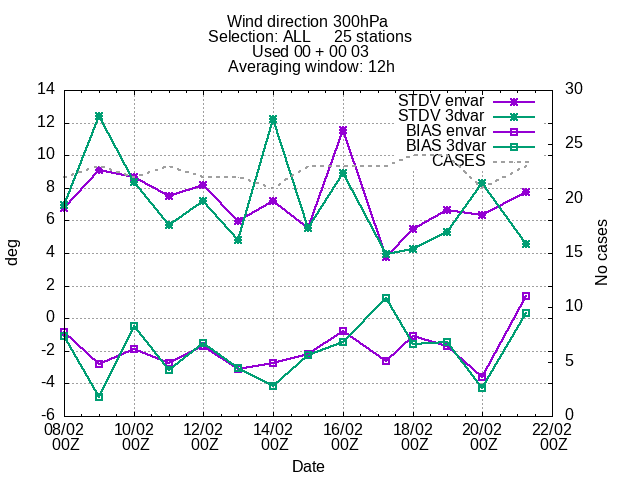 Wind direction 300hPa
Selection: ALL 25 stations
Used 00 + 00 03
Averaging window: 12h
14
12
10
8
6
4
2
0
-2
-4
-6
deg
30
25
20
15
10
5
0
No cases
STDV envar
STDV 3dvar
BIAS envar
BIAS 3dvar
CASES
08/02 10/02 12/02 14/02 16/02 18/02 20/02 22/02
00Z 00Z 00Z 00Z 00Z 00Z 00Z 00Z
Date